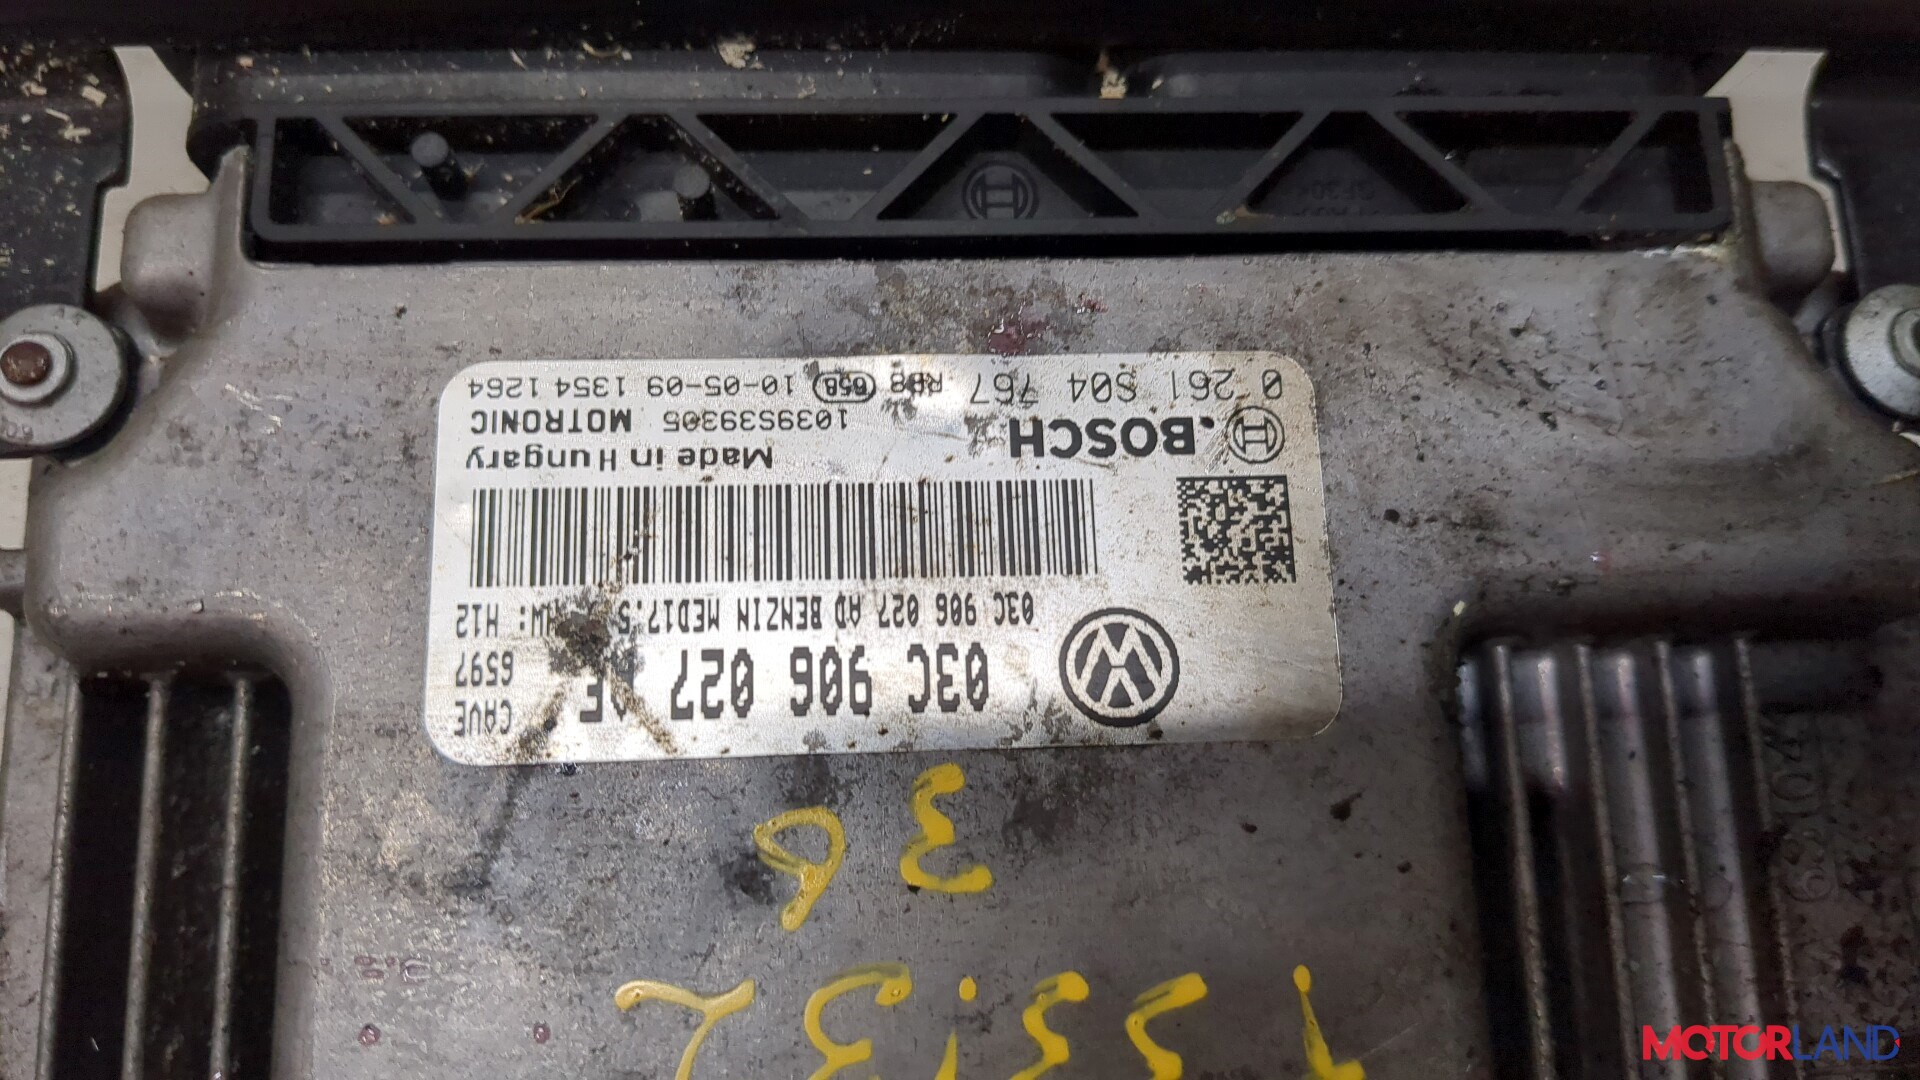 0 261 S04 767 RB8 65B 10-05-09 1354 1264
BOSCH 1039S39305 MOTRONIC
Made in Hungary
03C 906 027 AD BENZIN MED17.5 HW: H12
03C 906 027 6597
CAVE
36
MOTORLAND